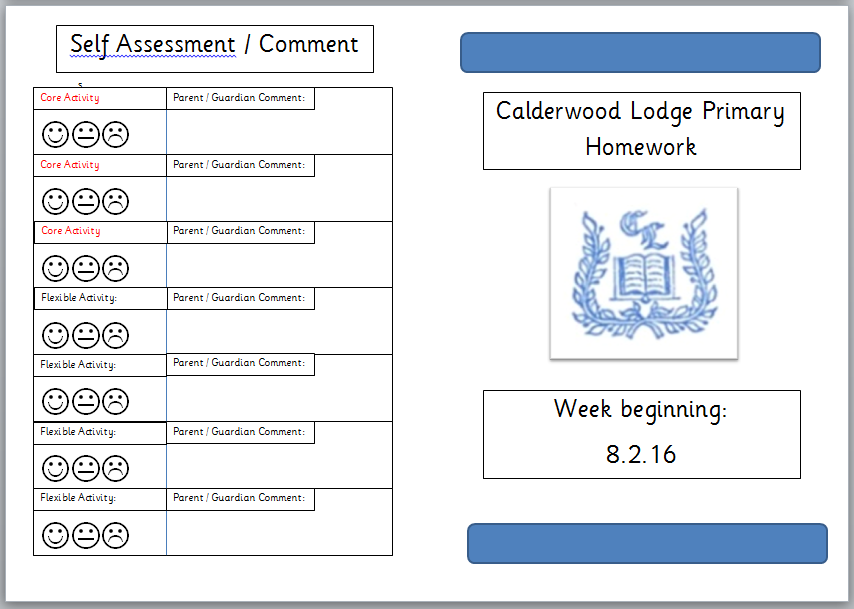 Self Assessment / Comment
s
Core Activity
Parent / Guardian Comment:
Core Activity
Parent / Guardian Comment:
Core Activity
Parent / Guardian Comment:
Flexible Activity:
Parent / Guardian Comment:
Flexible Activity:
Parent / Guardian Comment:
Flexible Activity:
Parent / Guardian Comment:
Flexible Activity:
Parent / Guardian Comment:
Calderwood Lodge Primary
Homework
CL
Week beginning:
8.2.16